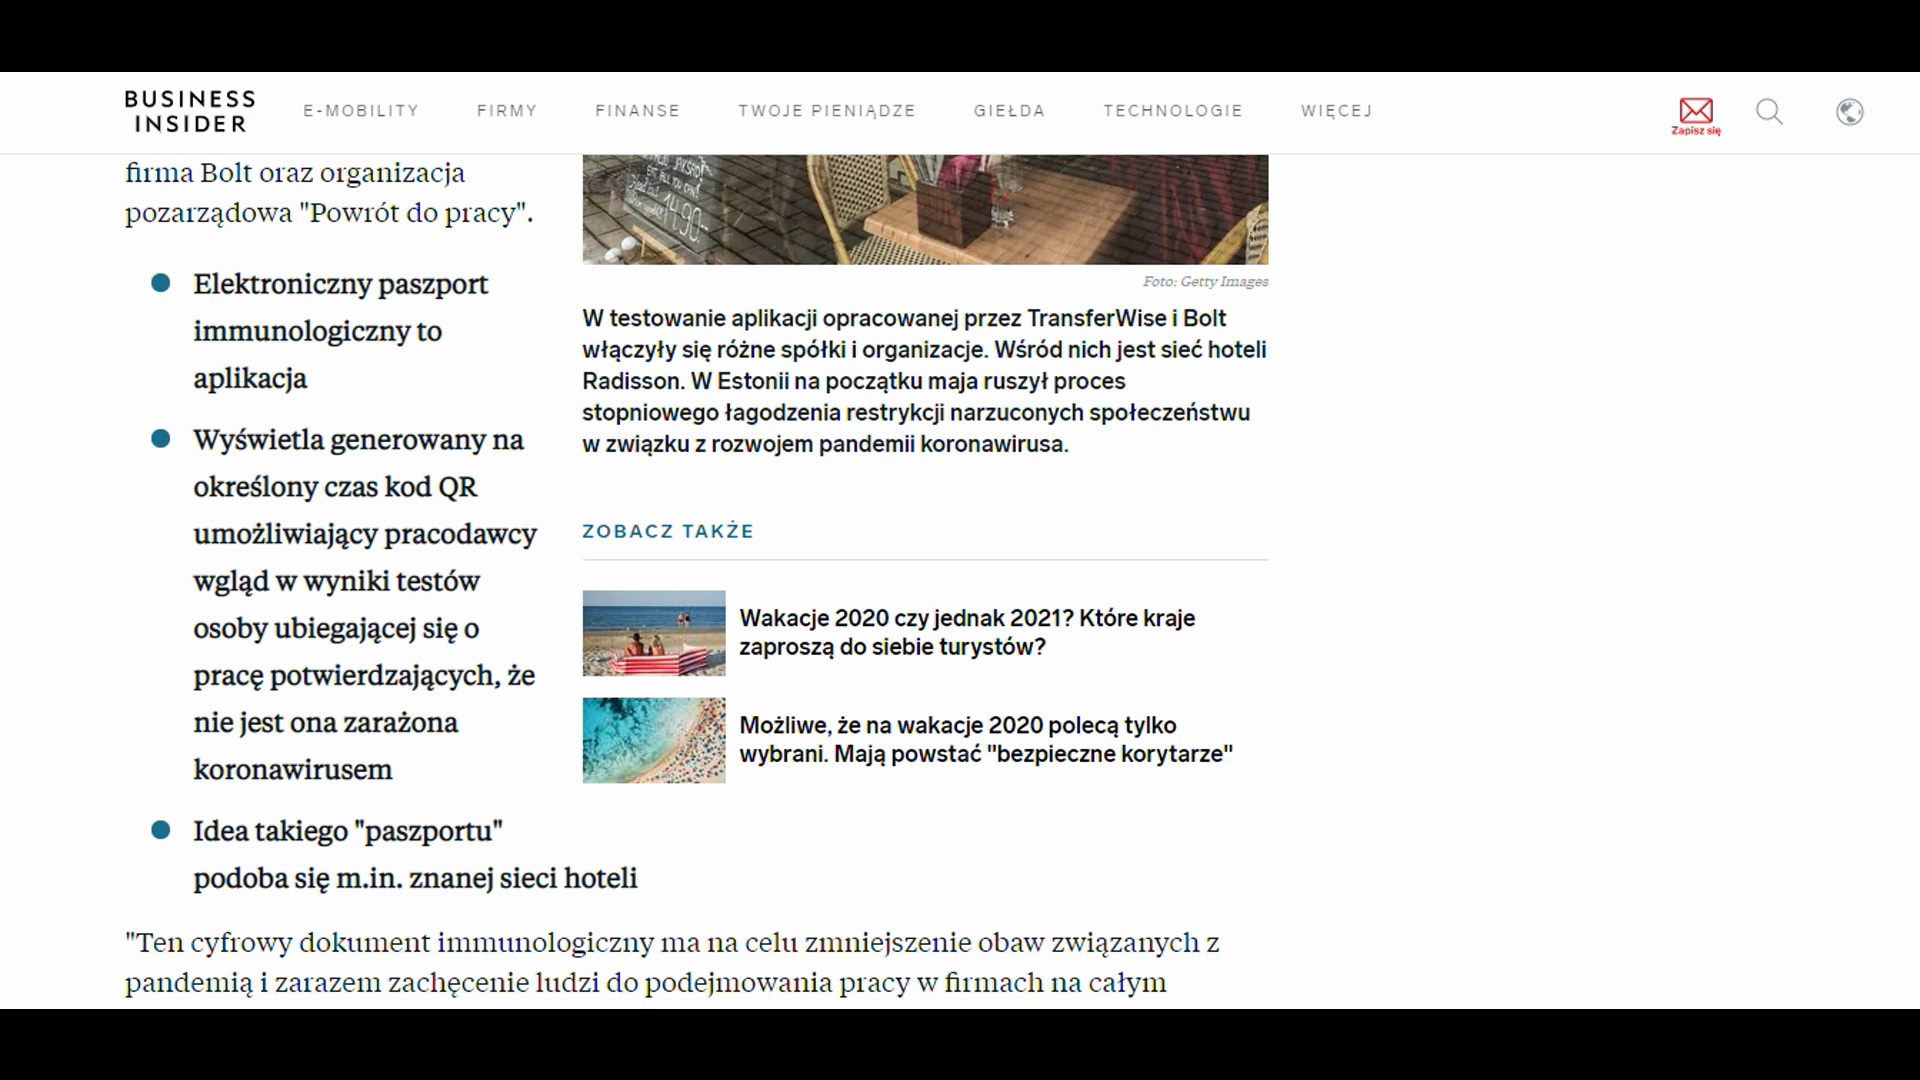 BUSINESS
INSIDER
E-MOBILITY
FIRMY
FINANSE
TWOJE PIENIĄDZE
GIEŁDA
TECHNOLOGIE
WIĘCEJ
Zapisz się
firma Bolt oraz organizacja
pozarządowa "Powrót do pracy".
Elektroniczny paszport
immunologiczny to
aplikacja
Wyświetla generowany na
określony czas kod QR
umożliwiający pracodawcy
wgląd w wyniki testów
osoby ubiegającej się o
pracę potwierdzających, że
nie jest ona zarażona
koronawirusem
Idea takiego "paszportu"
podoba się m.in. znanej sieci hoteli
EAT ALL YOU CAN!
14.90,-
Foto: Getty Images
W testowanie aplikacji opracowanej przez TransferWise i Bolt
włączyły się różne spółki i organizacje. Wśród nich jest sieć hoteli
Radisson. W Estonii na początku maja ruszył proces
stopniowego łagodzenia restrykcji narzuconych społeczeństwu
w związku z rozwojem pandemii koronawirusa.
ZOBACZ TAKŻE
Wakacje 2020 czy jednak 2021? Które kraje
zaproszą do siebie turystów?
Możliwe, że na wakacje 2020 polecą tylko
wybrani. Mają powstać "bezpieczne korytarze"
"Ten cyfrowy dokument immunologiczny ma na celu zmniejszenie obaw związanych z
pandemią i zarazem zachęcenie ludzi do podejmowania pracy w firmach na całym